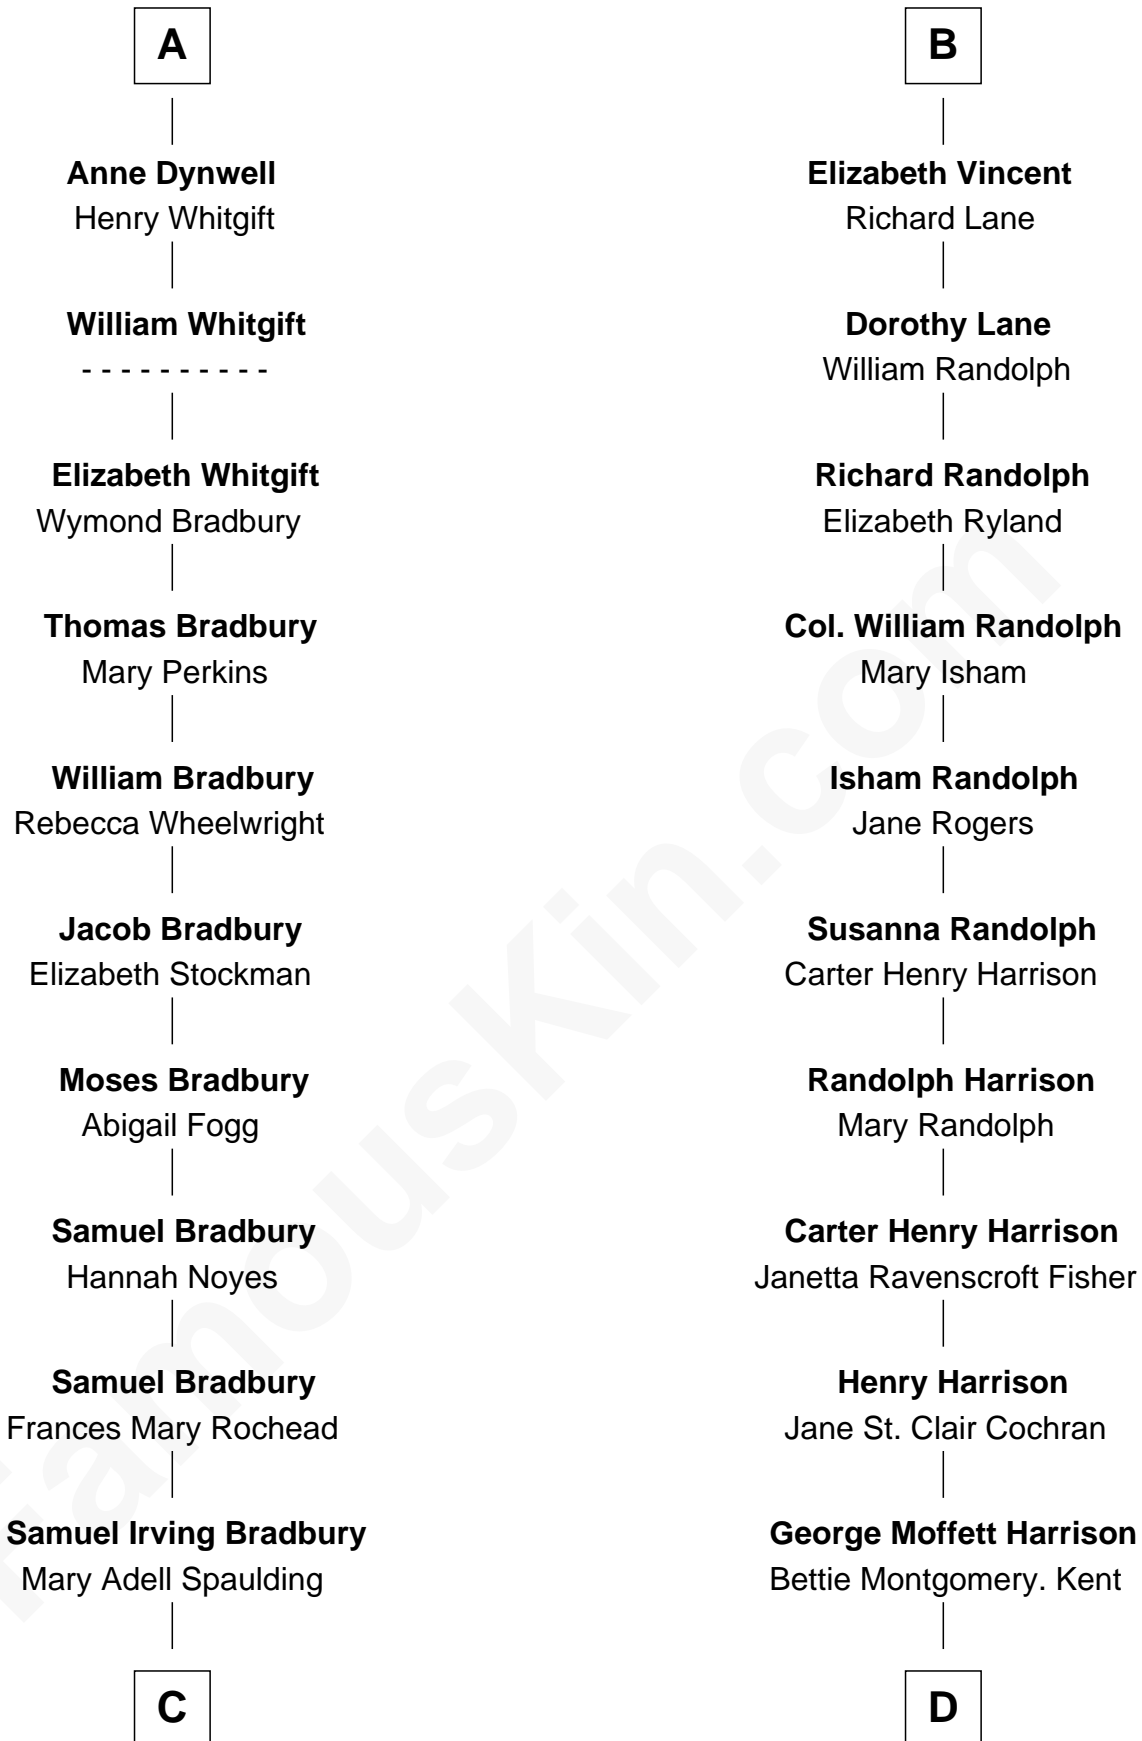 A
Anne Dynwell
Henry Whitgift
William Whitgift
- - - - - - - - - -
Elizabeth Whitgift
Wymond Bradbury
Thomas Bradbury
Mary Perkins
William Bradbury
Rebecca Wheelwright
Jacob Bradbury
Elizabeth Stockman
Moses Bradbury
Abigail Fogg
Samuel Bradbury
Hannah Noyes
Samuel Bradbury
Frances Mary Rochead
Samuel Irving Bradbury
Mary Adell Spaulding
C
B
Elizabeth Vincent
Richard Lane
Dorothy Lane
William Randolph
Richard Randolph
Elizabeth Ryland
Col. William Randolph
Mary Isham
Isham Randolph
Jane Rogers
Susanna Randolph
Carter Henry Harrison
Randolph Harrison
Mary Randolph
Carter Henry Harrison
Janetta Ravenscroft Fisher
Henry Harrison
Jane St. Clair Cochran
George Moffett Harrison
Bettie Montgomery. Kent
D
FamousKin.com